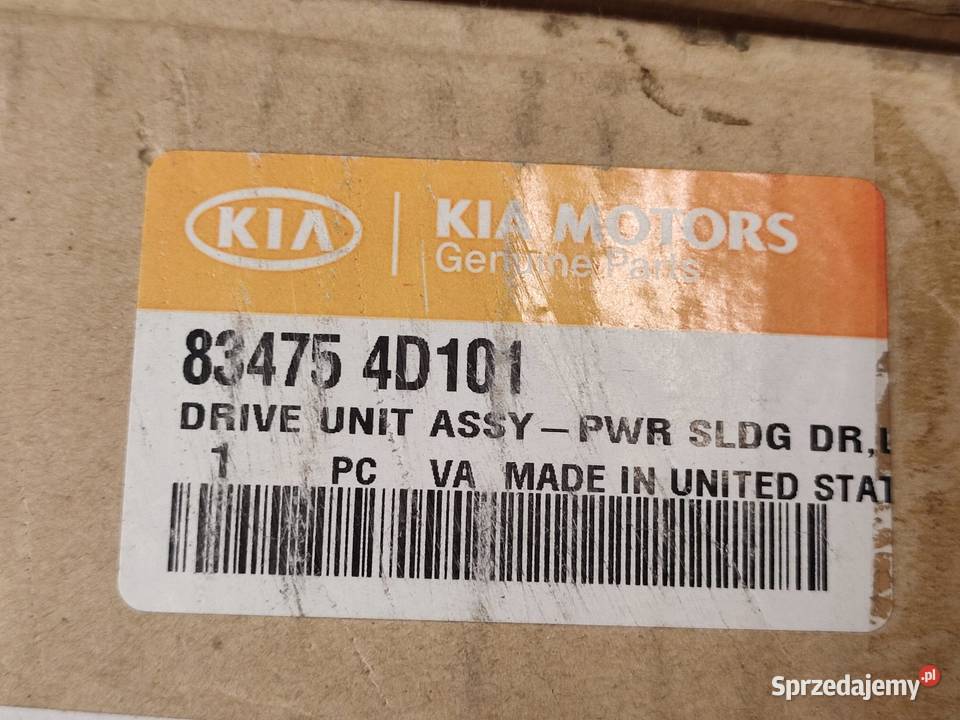 KIA
KIA MOTORS
Genuine Parts
83475 4D101
DRIVE UNIT ASSY-PWR SLDG DR,L
1 PC VA MADE IN UNITED STAT
Sprzedajemy.pl